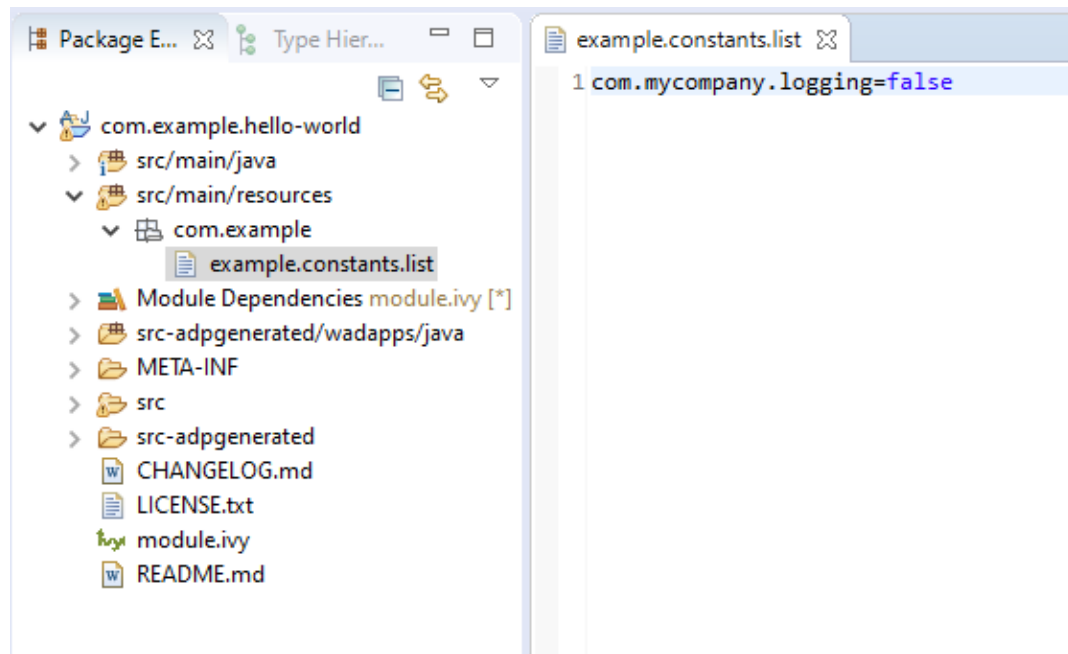 Package E...
Type Hier...
com.example.hello-world
src/main/java
src/main/resources
com.example
example.constants.list
Module Dependencies module.ivy [*]
src-adpgenerated/wadapps/java
META-INF
src
src-adpgenerated
CHANGELOG.md
LICENSE.txt
module.ivy
README.md
example.constants.list
1 com.mycompany.logging=false